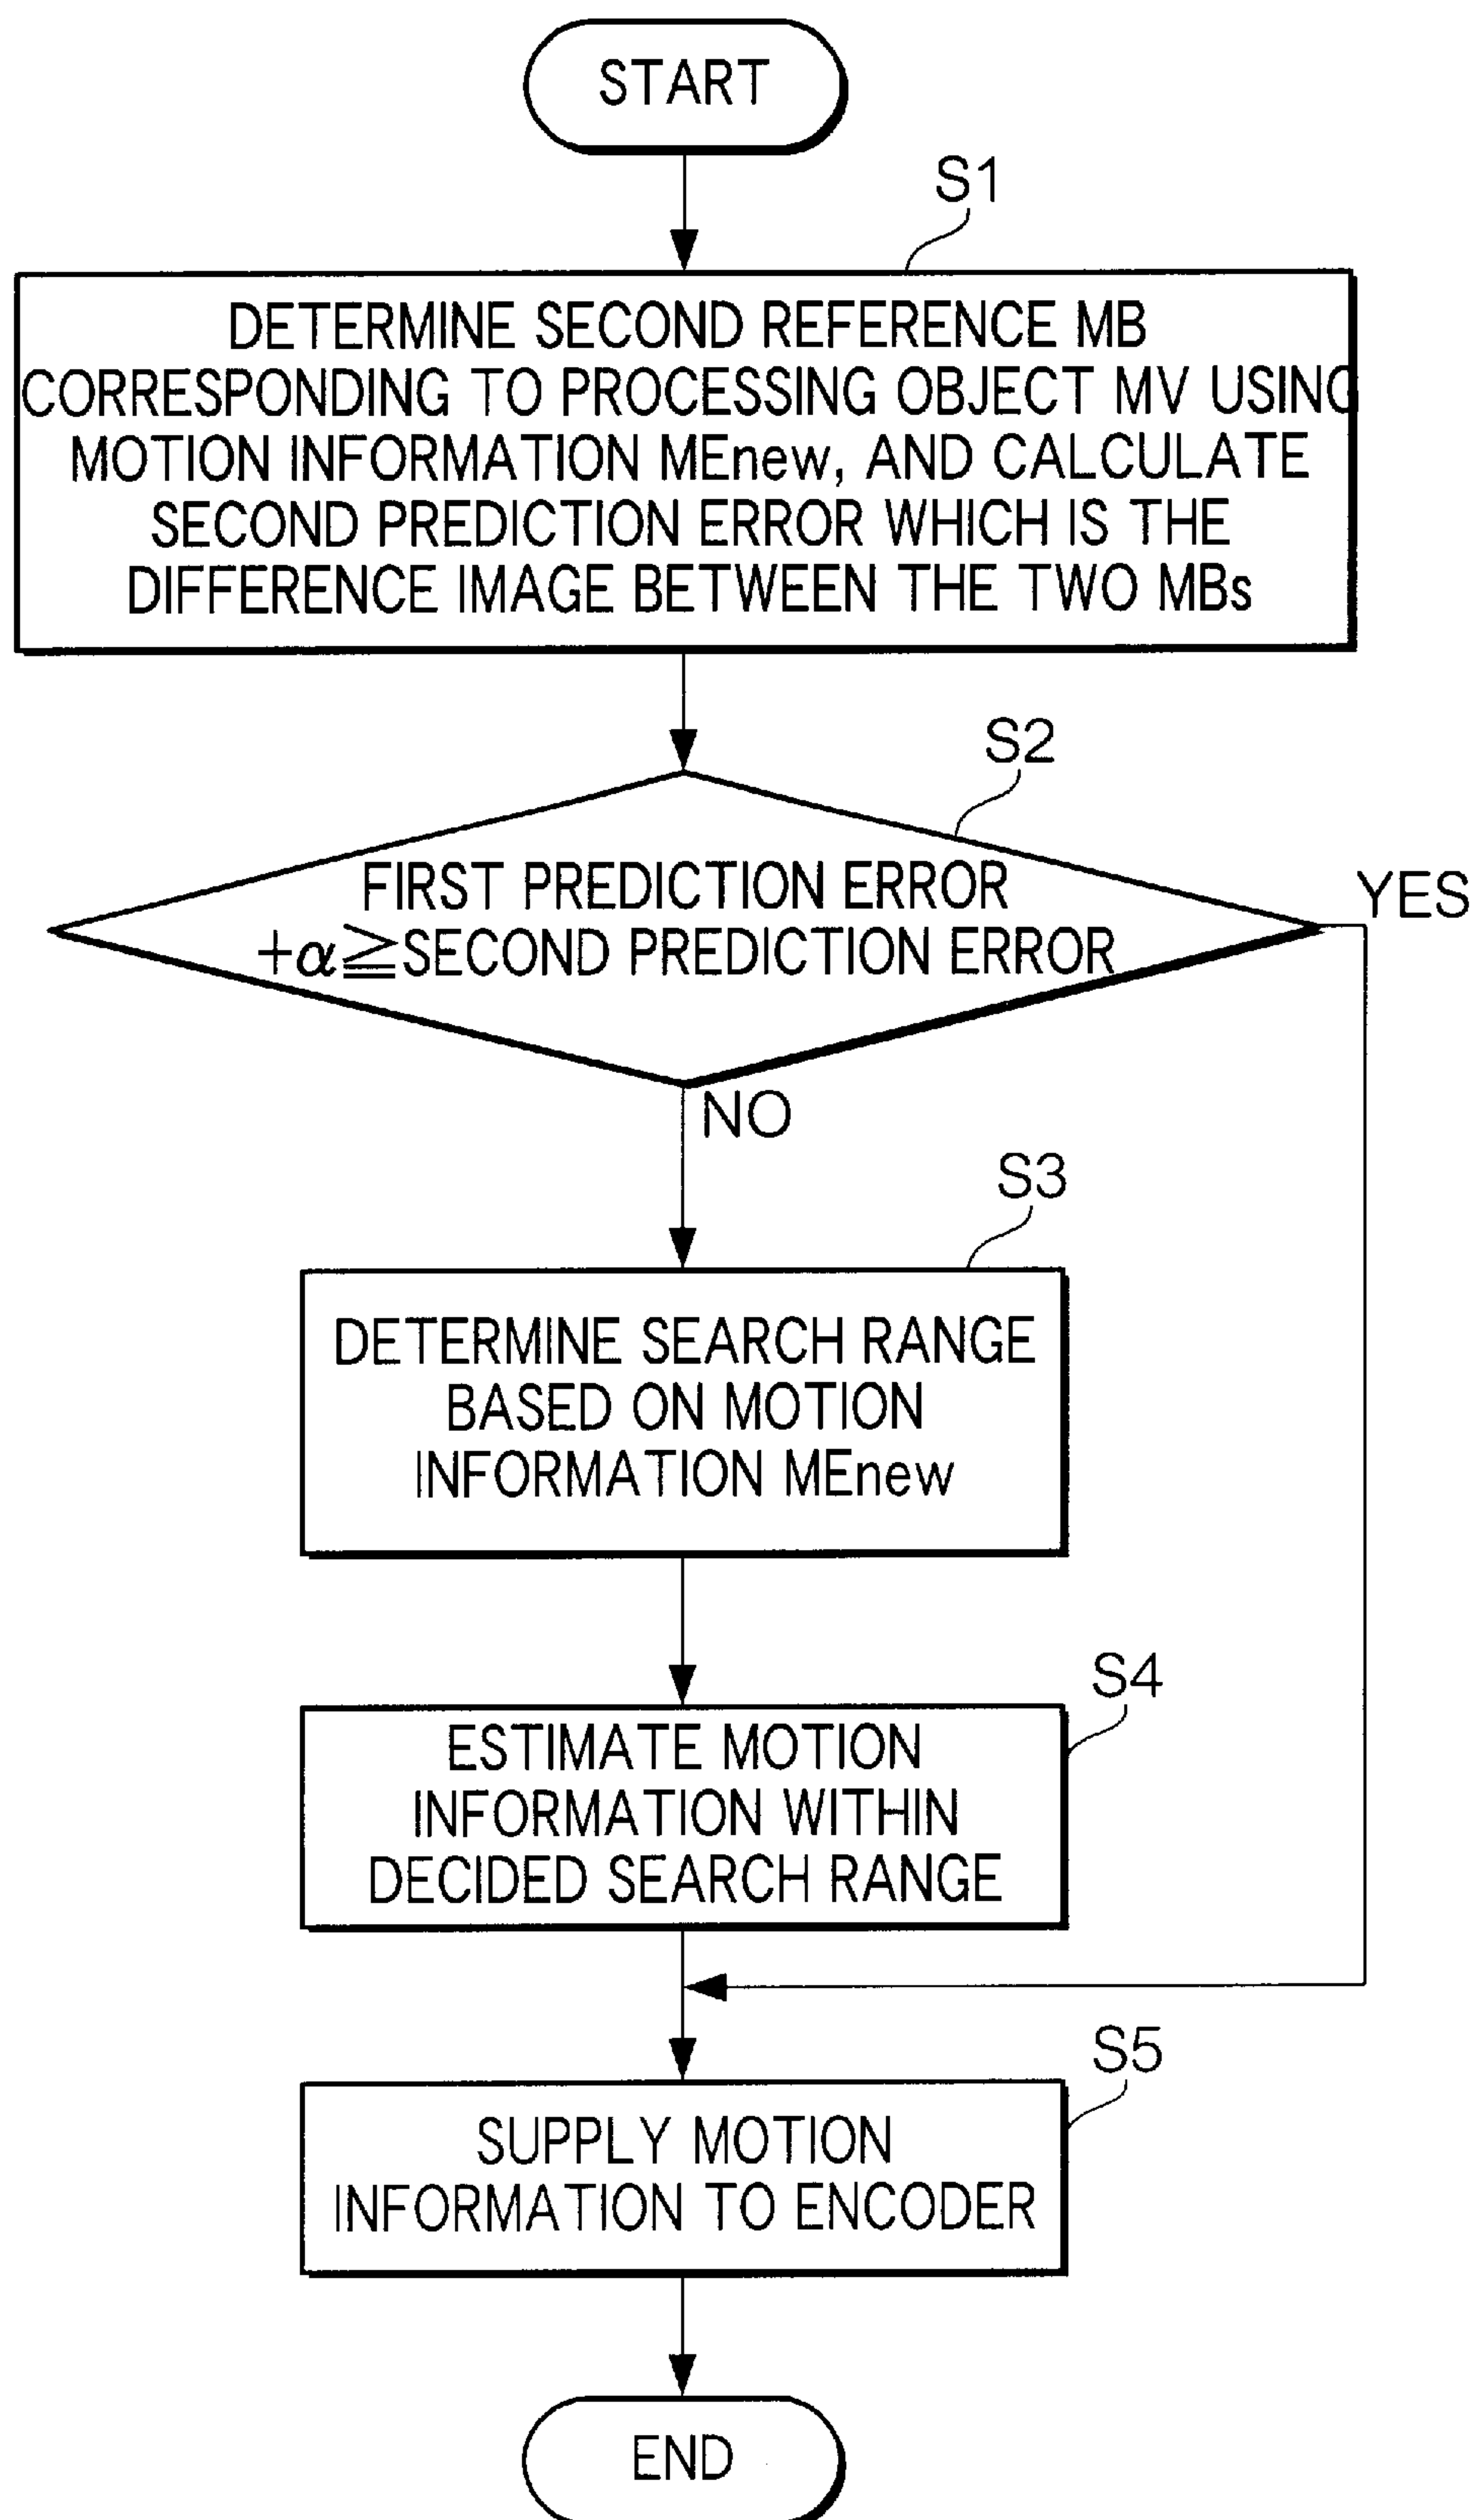 START
S1
DETERMINE SECOND REFERENCE MB
CORRESPONDING TO PROCESSING OBJECT MV USING
MOTION INFORMATION MEnew, AND CALCULATE
SECOND PREDICTION ERROR WHICH IS THE
DIFFERENCE IMAGE BETWEEN THE TWO MBs
S2
FIRST PREDICTION ERROR
+α≧SECOND PREDICTION ERROR
YES
NO
S3
DETERMINE SEARCH RANGE
BASED ON MOTION
INFORMATION MEnew
S4
ESTIMATE MOTION
INFORMATION WITHIN
DECIDED SEARCH RANGE
S5
SUPPLY MOTION
INFORMATION TO ENCODER
END